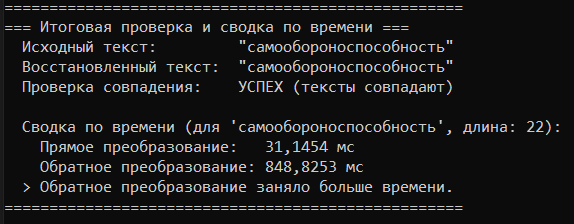 ===================================================
=== Итоговая проверка и сводка по времени ===
Исходный текст: "самообороноспособность"
Восстановленный текст: "самообороноспособность"
Проверка совпадения: УСПЕХ (тексты совпадают)
Сводка по времени (для 'самообороноспособность', длина: 22):
Прямое преобразование: 31,1454 мс
Обратное преобразование: 848,8253 мс
> Обратное преобразование заняло больше времени.
===================================================